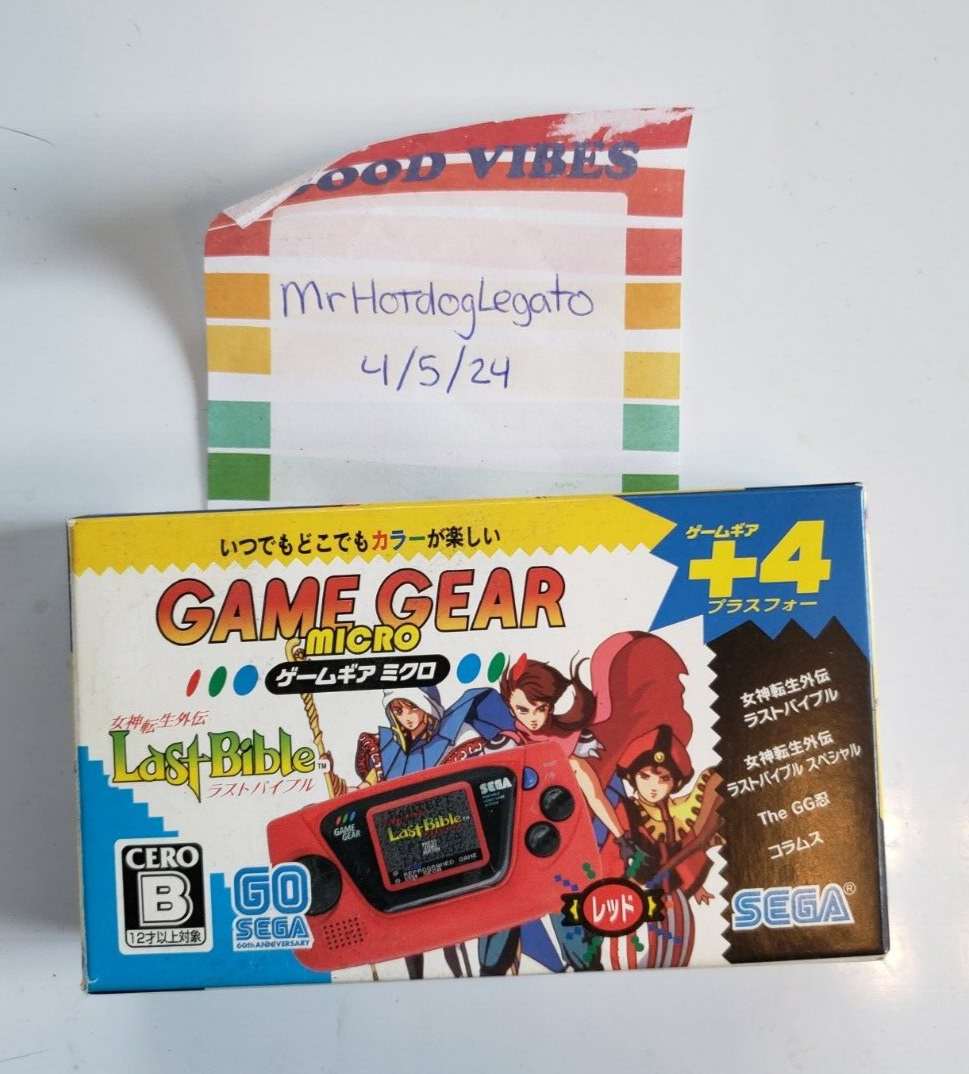 GOOD VIBES
MrHotdogLegato
4/5/24
いつでもどこでもカラーが楽しい
GAME GEAR
MICRO
ゲームギア ミクロ
ゲームギア
+4
プラスフォー
女神転生外伝
Last Bible™
ラストバイブル
女神転生外伝
ラストバイブル
女神転生外伝
ラストバイブル スペシャル
The GG忍
コラムス
SEGA
GAME GEAR
Last Bible
CERO
B
12才以上対象
GO
SEGA
60th ANNIVERSARY
レッド
SEGA®